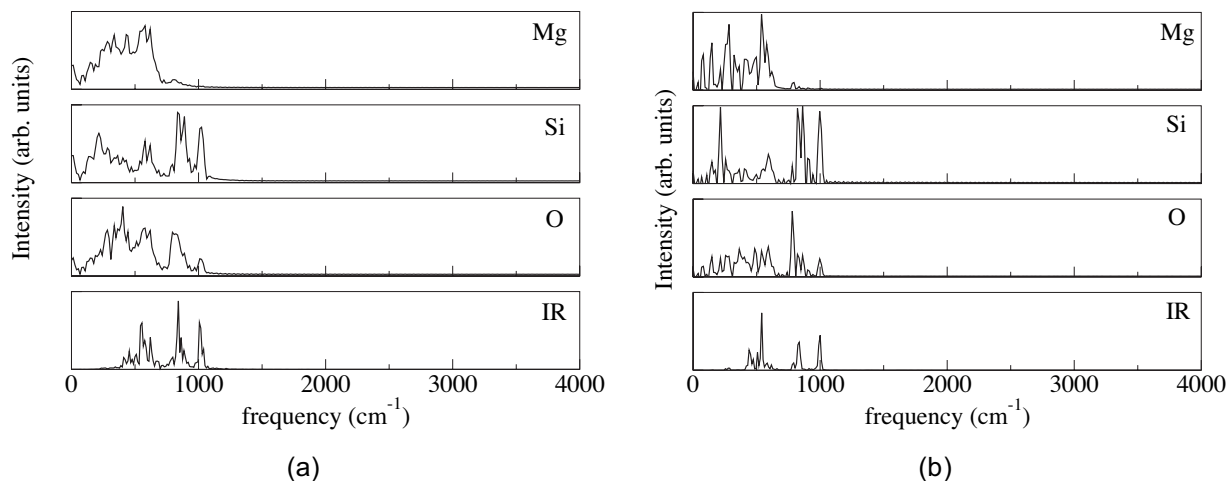 Mg
Si
O
IR
Intensity (arb. units)
0 1000 2000 3000 4000
frequency (cm⁻¹)
(a)
Mg
Si
O
IR
Intensity (arb. units)
0 1000 2000 3000 4000
frequency (cm⁻¹)
(b)